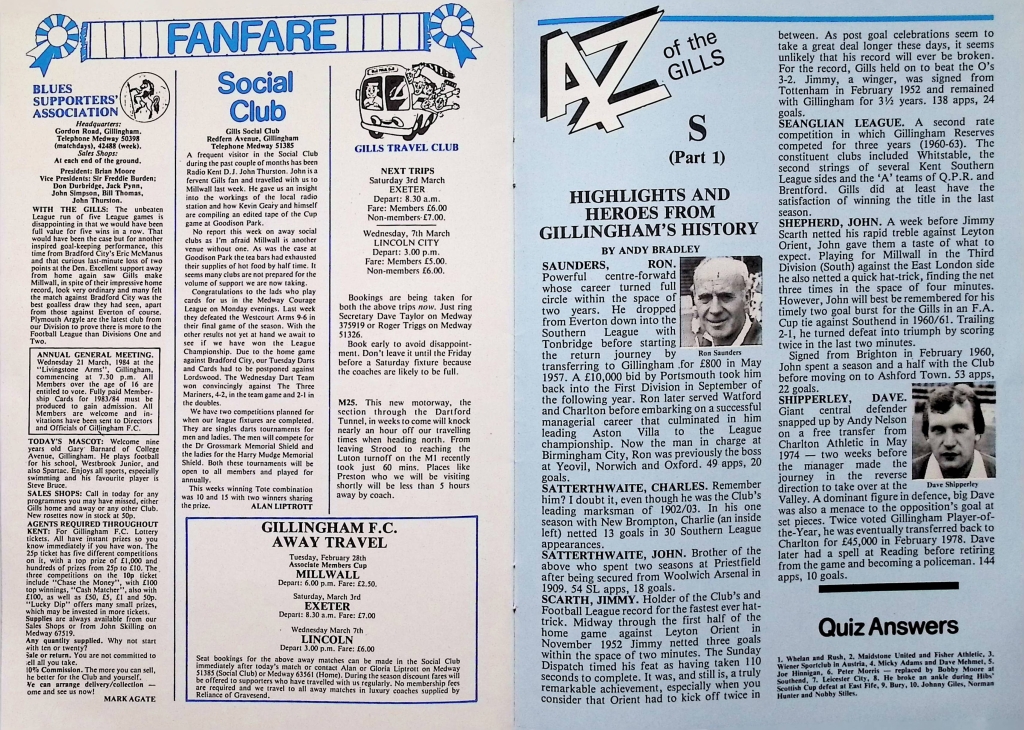 FANFARE
BLUES
SUPPORTERS'
ASSOCIATION
Headquarters:
Gordon Road, Gillingham.
Telephone Medway 50398
(matchdays), 42488 (week).
Sales Shops:
At each end of the ground.
President: Brian Moore
Vice Presidents: Sir Freddie Burden;
Don Durbridge, Jack Pynn,
John Simpson, Bill Thomas,
John Thurston.
WITH THE GILLS: The unbeaten
League run of five League games is
disappointing in that we would have been
full value for five wins in a row. That
would have been the case but for another
inspired goal-keeping performance, this
time from Bradford City's Eric McManus
and that curious last-minute loss of two
points at the Den. Excellent support away
from home again saw Gills make
Millwall, in spite of their impressive home
record, look very ordinary and many felt
the match against Bradford City was the
best goalless draw they had seen, apart
from those against Everton of course.
Plymouth Argyle are the latest club from
our Division to prove there is more to the
Football League than Divisions One and
Two.
ANNUAL GENERAL MEETING.
Wednesday 21 March, 1984 at the
"Livingstone Arms", Gillingham,
commencing at 7.30 p.m. All
Members over the age of 16 are
entitled to vote. Fully paid Member-
ship Cards for 1983/84 must be
produced to gain admission. All
Members are welcome and in-
vitations have been sent to Directors
and Officials of Gillingham F.C.
TODAY'S MASCOT: Welcome nine
years old Gary Barnard of College
Avenue, Gillingham. He plays football
for his school, Westbrook Junior, and
also Spartac. Enjoys all sports, especially
swimming and his favourite player is
Steve Bruce.
SALES SHOPS: Call in today for any
programmes you may have missed, either
Gills home and away or any other Club.
New rosettes now in stock at 50p.
AGENTS REQUIRED THROUGHOUT
KENT: For Gillingham F.C. Lottery
tickets. All have instant prizes so you
know immediately if you have won. The
25p ticket has five different competitions
on it, with a top prize of £1,000 and
hundreds of prizes from 25p to £10. The
three competitions on the 10p ticket
include "Chase the Money", with £100
top winnings, "Cash Matcher", also with
£100, as well as £50, £5, £1 and 50p.
"Lucky Dip" offers many small prizes,
which may be invested in more tickets.
Supplies are always available from our
Sales Shops or from John Skilling on
Medway 67519.
Any quantity supplied. Why not start
with ten or twenty?
Sale or return. You are not committed to
sell all you take.
10% Commission. The more you can sell,
he better for the Club and yourself.
We can arrange delivery/collection —
ome and see us now!
MARK AGATE
Social
Club
Gills Social Club
Redfern Avenue, Gillingham
Telephone Medway 51385
A frequent visitor in the Social Club
during the past couple of months has been
Radio Kent D.J. John Thurston. John is a
fervent Gills fan and travelled with us to
Millwall last week. He gave us an insight
into the workings of the local radio
station and how Kevin Geary and himself
are compiling an edited tape of the Cup
game at Goodison Park.
No report this week on away social
clubs as I'm afraid Millwall is another
venue without one. As was the case at
Goodison Park the tea bars had exhausted
their supplies of hot food by half time. It
seems many clubs are not prepared for the
volume of support we are now taking.
Congratulations to the lads who play
cards for us in the Medway Courage
League on Monday evenings. Last week
they defeated the Westcourt Arms 9-6 in
their final game of the season. With the
other results not yet at hand we await to
see if we have won the League
Championship. Due to the home game
against Bradford City, our Tuesday Darts
and Cards had to be postponed against
Lordswood. The Wednesday Dart Team
won convincingly against The Three
Mariners, 4-2, in the team game and 2-1 in
the doubles.
We have two competitions planned for
when our league fixtures are completed.
They are singles darts tournaments for
men and ladies. The men will compete for
the Dr Grossmark Memorial Shield and
the ladies for the Harry Mudge Memorial
Shield. Both these tournaments will be
open to all members and played for
annually.
This weeks winning Tote combination
was 10 and 15 with two winners sharing
the prize.
ALAN LIPTROTT
GILLS TRAVEL CLUB
NEXT TRIPS
Saturday 3rd March
EXETER
Depart: 8.30 a.m.
Fare: Members £6.00
Non-members £7.00.
Wednesday, 7th March
LINCOLN CITY
Depart: 3.00 p.m.
Fare: Members £5.00.
Non-members £6.00.
Bookings are being taken for
both the above trips now. Just ring
Secretary Dave Taylor on Medway
375919 or Roger Triggs on Medway
51326.
Book early to avoid disappoint-
ment. Don't leave it until the Friday
before a Saturday fixture because
the coaches are likely to be full.
M25. This new motorway, the
section through the Dartford
Tunnel, in weeks to come will knock
nearly an hour off our travelling
times when heading north. From
leaving Strood to reaching the
Luton turnoff on the M1 recently
took just 60 mins. Places like
Preston who we will be visiting
shortly will be less than 5 hours
away by coach.
GILLINGHAM F.C.
AWAY TRAVEL
Tuesday, February 28th
Associate Members Cup
MILLWALL
Depart: 6.00 p.m. Fare: £2.50.
Saturday, March 3rd
EXETER
Depart: 8.30 a.m. Fare: £7.00
Wednesday March 7th
LINCOLN
Depart 3.00 p.m. Fare: £6.00
Seat bookings for the above away matches can be made in the Social Club
immediately after today's match or contact Alan or Gloria Liptrott on Medway
51385 (Social Club) or Medway 63561 (Home). During the season discount fares will
be offered to supporters who have travelled with us regularly. No membership fees
are required and we travel to all away matches in luxury coaches supplied by
Reliance of Gravesend.
A-Z
of the
GILLS
S
(Part 1)
HIGHLIGHTS AND
HEROES FROM
GILLINGHAM'S HISTORY
BY ANDY BRADLEY
SAUNDERS, RON.
Powerful centre-forward
whose career turned full
circle within the space of
two years. He dropped
from Everton down into the
Southern League with
Tonbridge before starting
the return journey by
Ron Saunders
transferring to Gillingham for £800 in May
1957. A £10,000 bid by Portsmouth took him
back into the First Division in September of
the following year. Ron later served Watford
and Charlton before embarking on a successful
managerial career that culminated in him
leading Aston Villa to the League
championship. Now the man in charge at
Birmingham City, Ron was previously the boss
at Yeovil, Norwich and Oxford. 49 apps, 20
goals.
SATTERTHWAITE, CHARLES. Remember
him? I doubt it, even though he was the Club's
leading marksman of 1902/03. In his one
season with New Brompton, Charlie (an inside
left) netted 13 goals in 30 Southern League
appearances.
SATTERTHWAITE, JOHN. Brother of the
above who spent two seasons at Priestfield
after being secured from Woolwich Arsenal in
1909. 54 SL apps, 18 goals.
SCARTH, JIMMY. Holder of the Club's and
Football League record for the fastest ever hat-
trick. Midway through the first half of the
home game against Leyton Orient in
November 1952 Jimmy netted three goals
within the space of two minutes. The Sunday
Dispatch timed his feat as having taken 110
seconds to complete. It was, and still is, a truly
remarkable achievement, especially when you
consider that Orient had to kick off twice in
between. As post goal celebrations seem to
take a great deal longer these days, it seems
unlikely that his record will ever be broken.
For the record, Gills held on to beat the O's
3-2. Jimmy, a winger, was signed from
Tottenham in February 1952 and remained
with Gillingham for 3½ years. 138 apps, 24
goals.
SEANGLIAN LEAGUE. A second rate
competition in which Gillingham Reserves
competed for three years (1960-63). The
constituent clubs included Whitstable, the
second strings of several Kent Southern
League sides and the 'A' teams of Q.P.R. and
Brentford. Gills did at least have the
satisfaction of winning the title in the last
season.
SHEPHERD, JOHN. A week before Jimmy
Scarth netted his rapid treble against Leyton
Orient, John gave them a taste of what to
expect. Playing for Millwall in the Third
Division (South) against the East London side
he also netted a quick hat-trick, finding the net
three times in the space of four minutes.
However, John will best be remembered for his
timely two goal burst for the Gills in an F.A.
Cup tie against Southend in 1960/61. Trailing
2-1, he turned defeat into triumph by scoring
twice in the last two minutes.
Signed from Brighton in February 1960,
John spent a season and a half with the Club
before moving on to Ashford Town. 53 apps,
22 goals.
SHIPPERLEY, DAVE.
Giant central defender
snapped up by Andy Nelson
on a free transfer from
Charlton Athletic in May
1974 — two weeks before
the manager made the
journey in the reverse
direction to take over at the
Dave Shipperley
Valley. A dominant figure in defence, big Dave
was also a menace to the opposition's goal at
set pieces. Twice voted Gillingham Player-of-
the-Year, he was eventually transferred back to
Charlton for £45,000 in February 1978. Dave
later had a spell at Reading before retiring
from the game and becoming a policeman. 144
apps, 10 goals.
Quiz Answers
1. Whelan and Rush, 2. Maidstone United and Fisher Athletic, 3.
Wiener Sportclub in Austria, 4. Micky Adams and Dave Mehmet, 5.
Joe Hinnigan, 6. Peter Morris — replaced by Bobby Moore at
Southend, 7. Leicester City, 8. He broke an ankle during Hibs'
Scottish Cup defeat at East Fife, 9. Bury, 10. Johnny Giles, Norman
Hunter and Nobby Stiles.